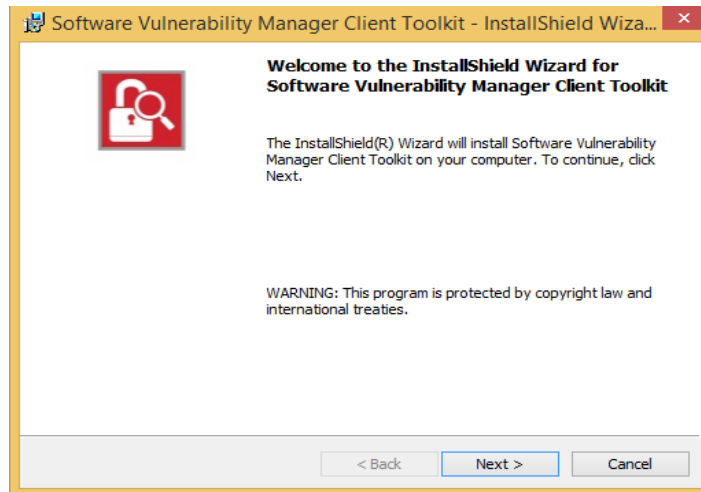 Software Vulnerability Manager Client Toolkit - InstallShield Wiza...
Welcome to the InstallShield Wizard for
Software Vulnerability Manager Client Toolkit
The InstallShield(R) Wizard will install Software Vulnerability
Manager Client Toolkit on your computer. To continue, click
Next.
WARNING: This program is protected by copyright law and
international treaties.
< Back
Next >
Cancel